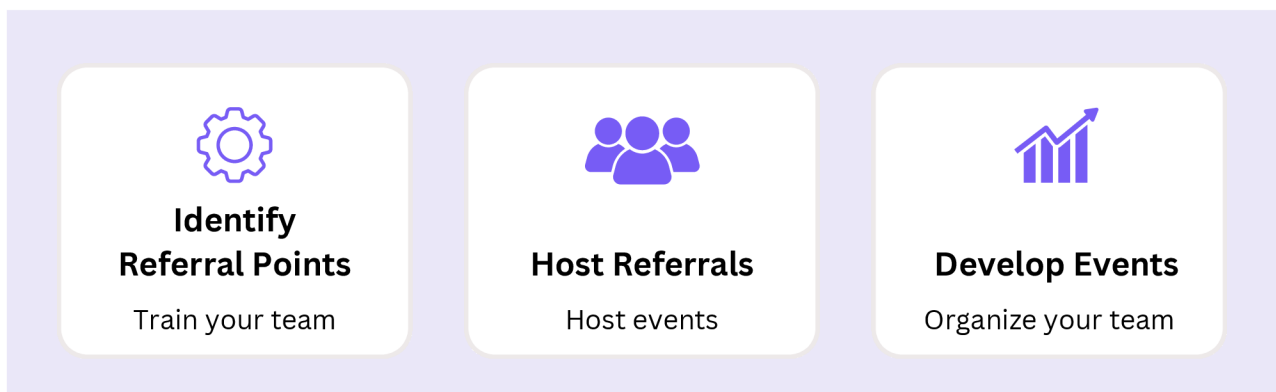 Identify
Referral Points
Train your team
Host Referrals
Host events
Develop Events
Organize your team